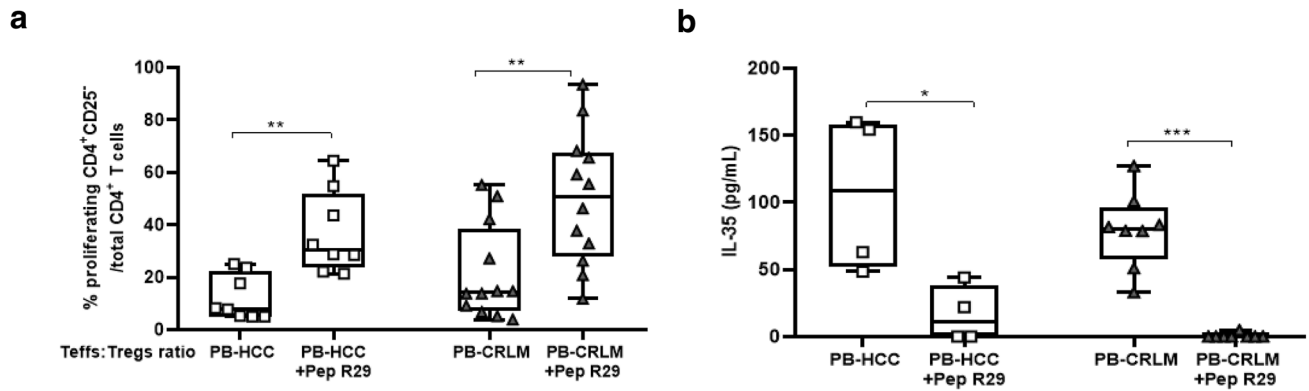 a
% proliferating CD4⁺CD25⁻
/total CD4⁺ T cells
100
80
60
40
20
0
**
**
Teffs:Tregs ratio
PB-HCC
PB-HCC
+Pep R29
PB-CRLM
PB-CRLM
+Pep R29
b
IL-35 (pg/mL)
200
150
100
50
0
*
***
PB-HCC
PB-HCC
+Pep R29
PB-CRLM
PB-CRLM
+Pep R29